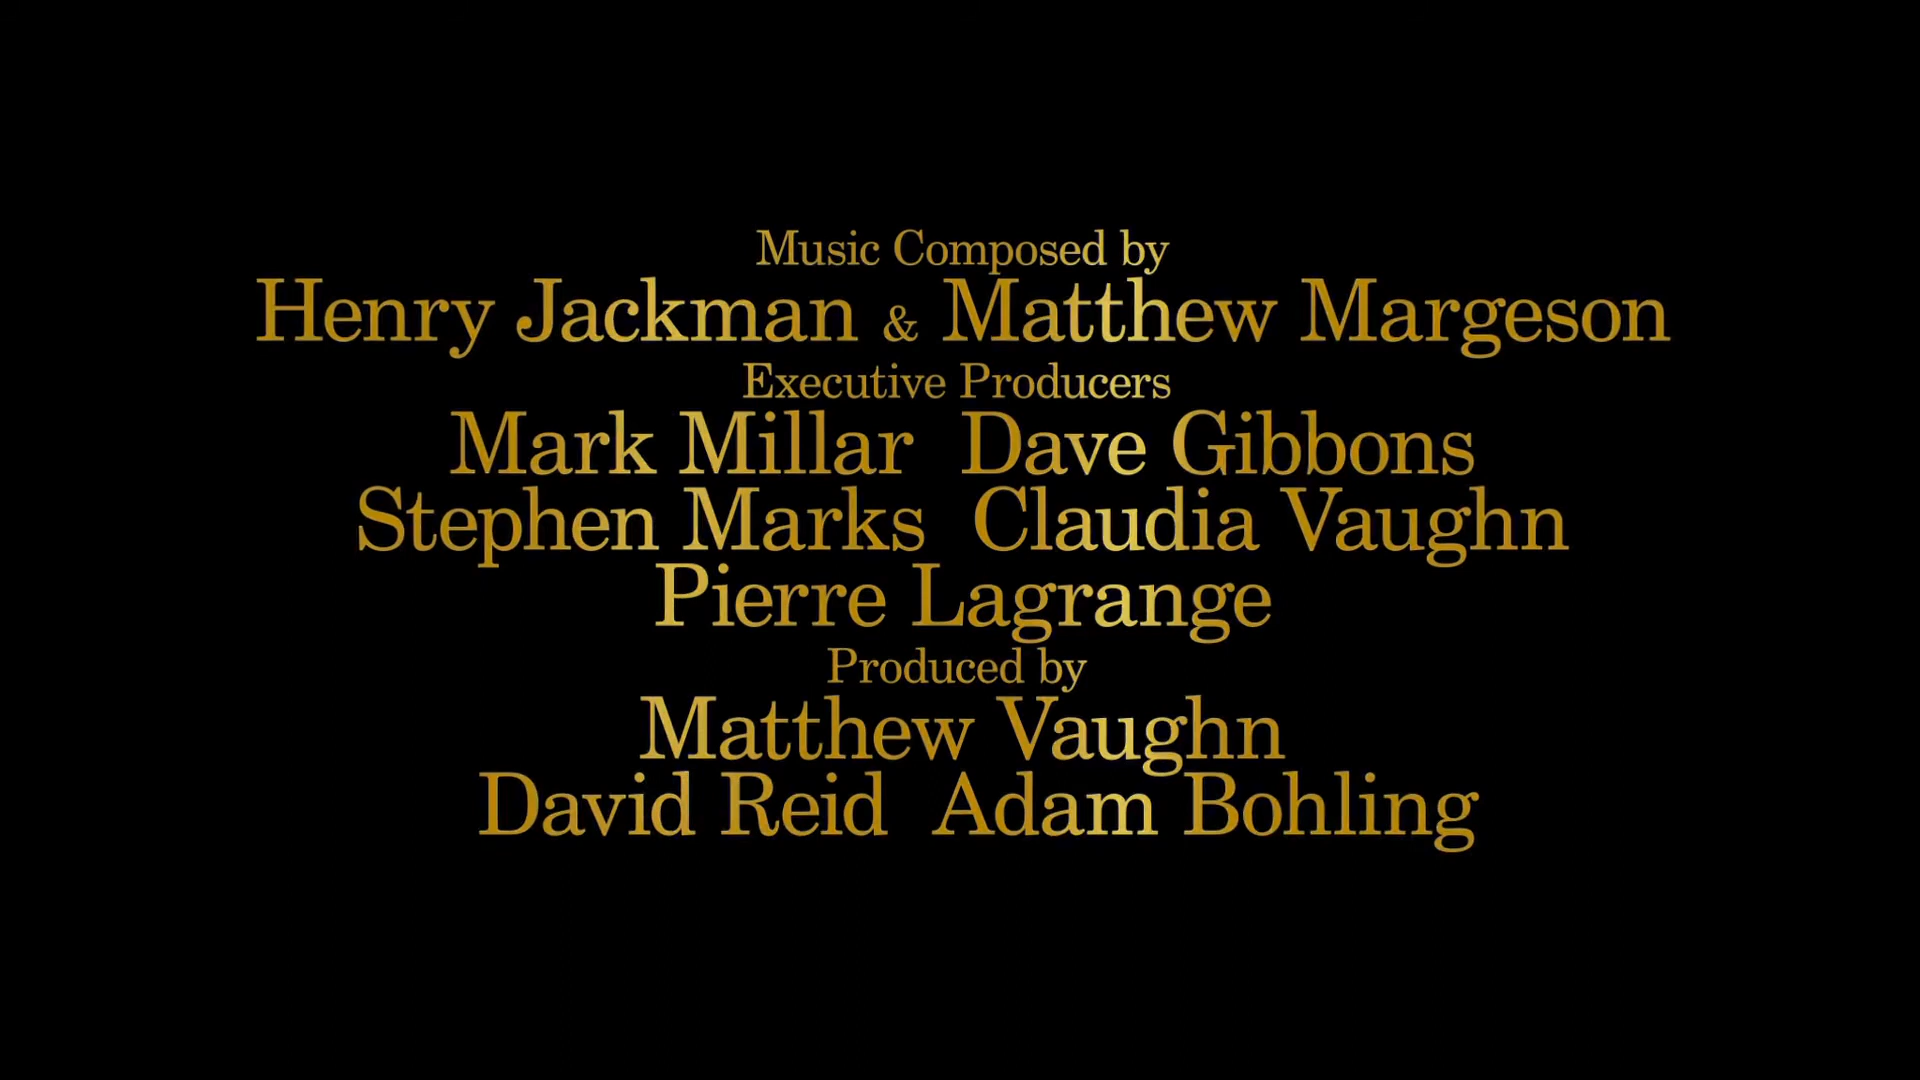 Music Composed by
Henry Jackman & Matthew Margeson
Executive Producers
Mark Millar  Dave Gibbons
Stephen Marks  Claudia Vaughn
Pierre Lagrange
Produced by
Matthew Vaughn
David Reid  Adam Bohling